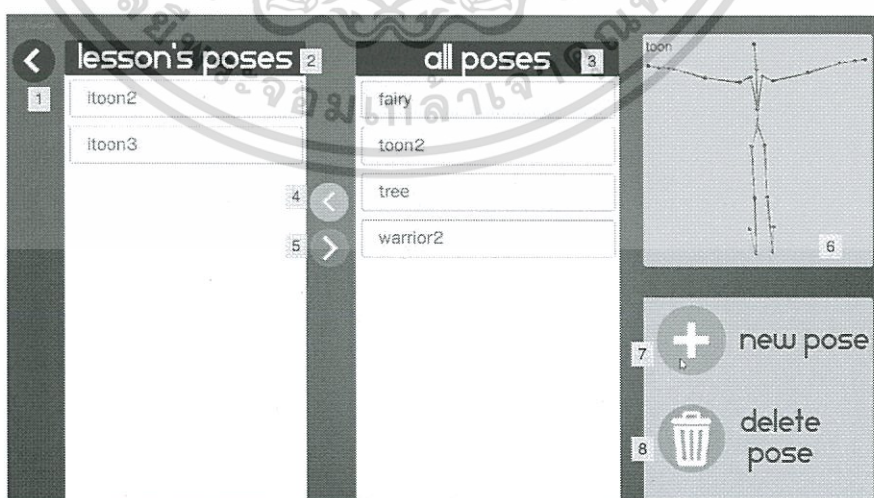 lesson's poses 2
all poses 3
toon
1
itoon2
itoon3
fairy
toon2
tree
warrior2
4
5
6
7
new pose
8
delete
pose